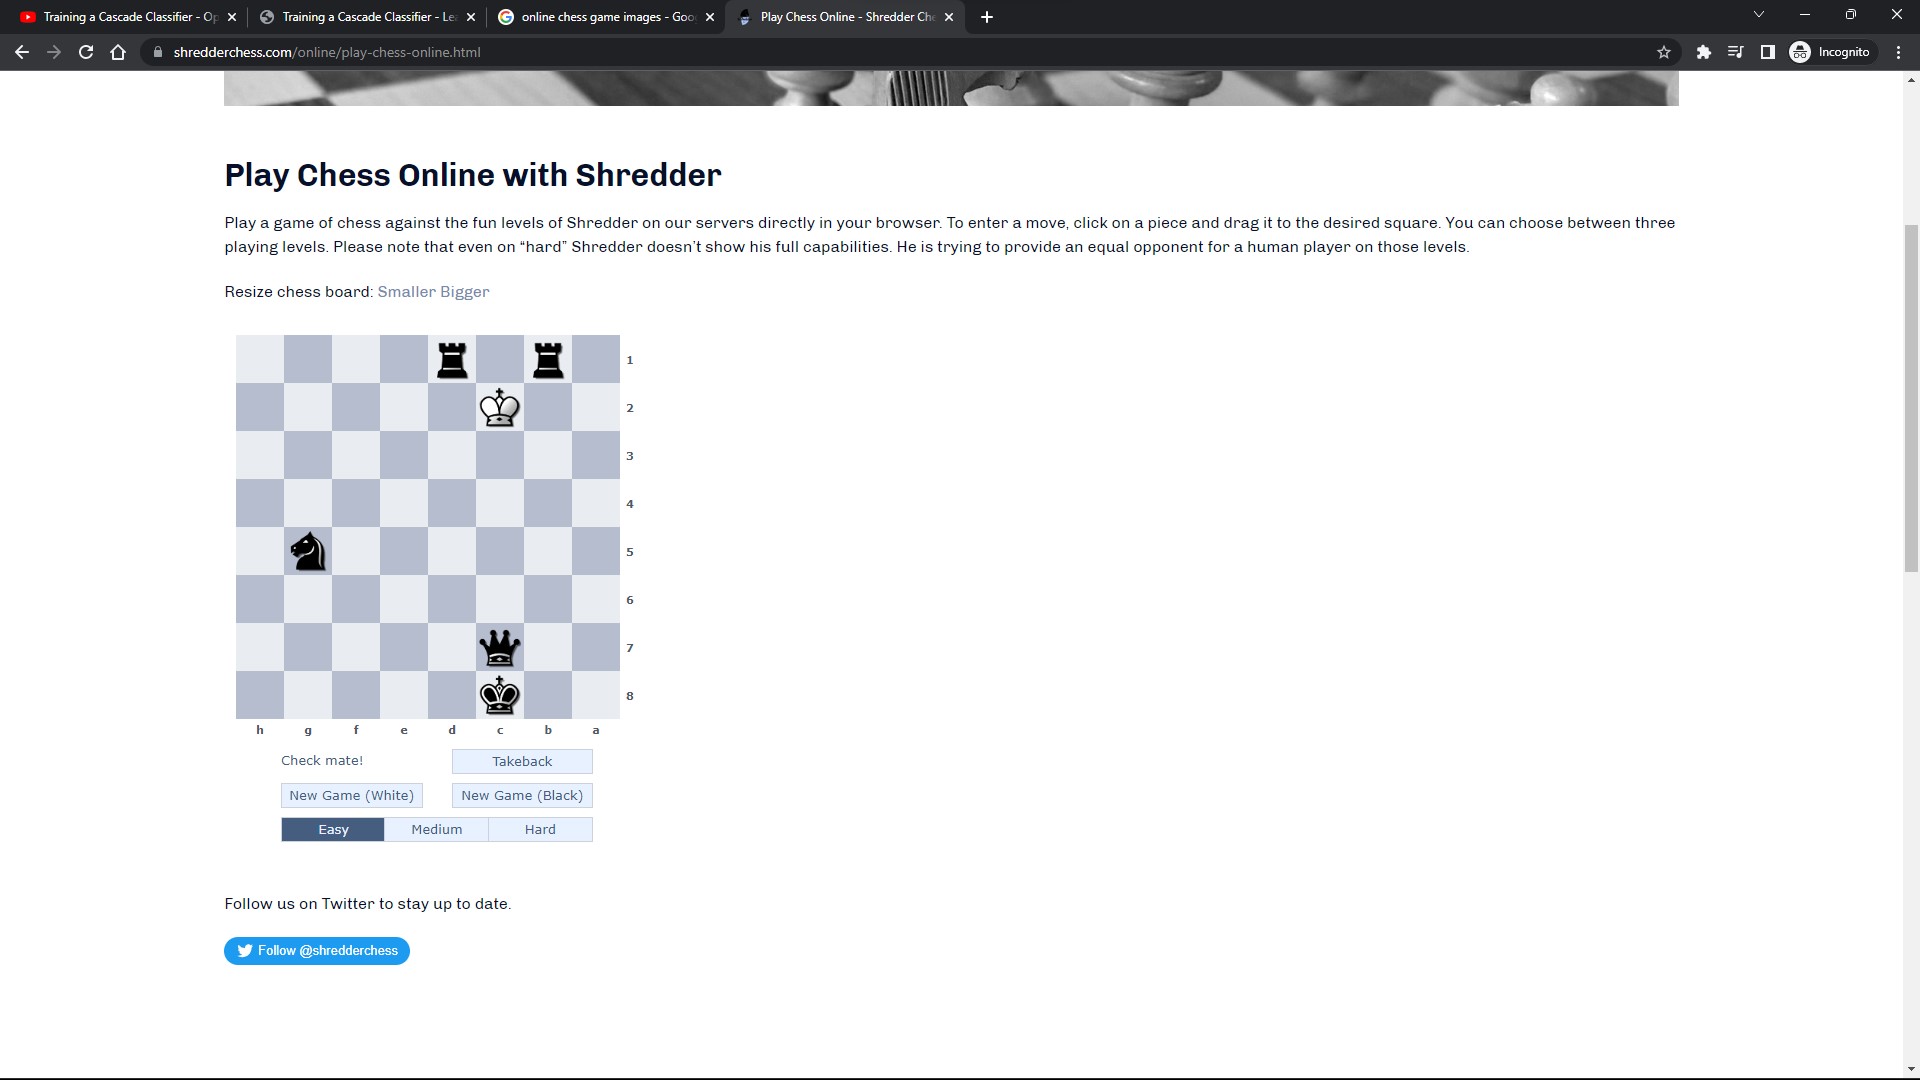 Training a Cascade Classifier - Op
Training a Cascade Classifier - Le
online chess game images - Goo
Play Chess Online - Shredder Che
shredderchess.com/online/play-chess-online.html
Incognito
Play Chess Online with Shredder
Play a game of chess against the fun levels of Shredder on our servers directly in your browser. To enter a move, click on a piece and drag it to the desired square. You can choose between three
playing levels. Please note that even on “hard” Shredder doesn’t show his full capabilities. He is trying to provide an equal opponent for a human player on those levels.
Resize chess board: Smaller Bigger
1
2
3
4
5
6
7
8
h g f e d c b a
Check mate! Takeback
New Game (White) New Game (Black)
Easy Medium Hard
Follow us on Twitter to stay up to date.
Follow @shredderchess